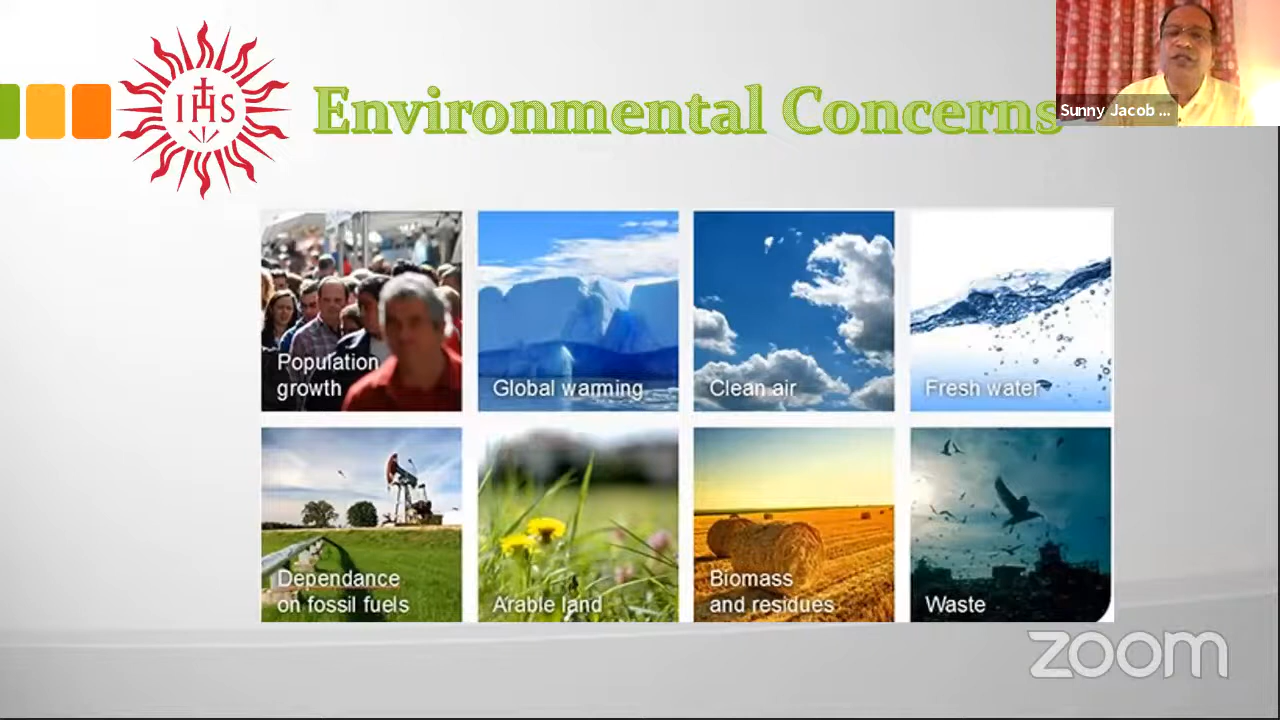 IHS
Environmental Concerns
Sunny Jacob ...
Population
growth
Global warming
Clean air
Fresh water
Dependance
on fossil fuels
Arable land
Biomass
and residues
Waste
zoom